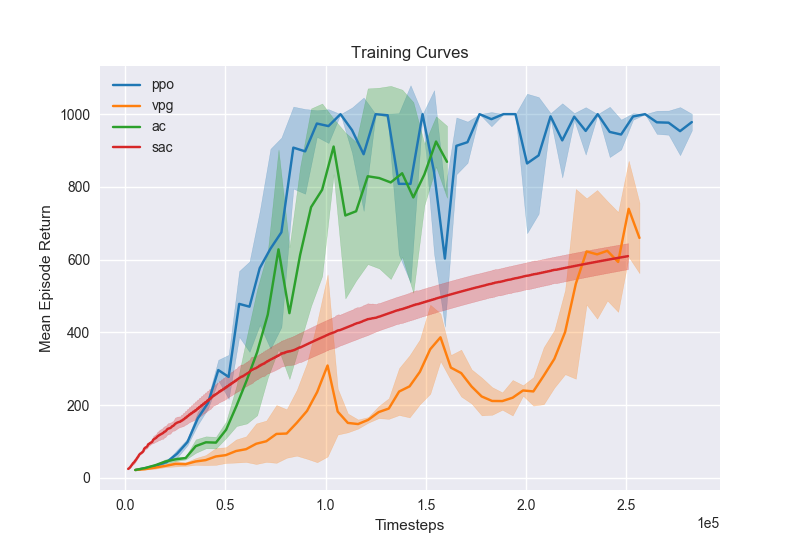 Training Curves
ppo
vpg
ac
sac
1000
800
600
400
200
0
Mean Episode Return
0.0 0.5 1.0 1.5 2.0 2.5
1e5
Timesteps